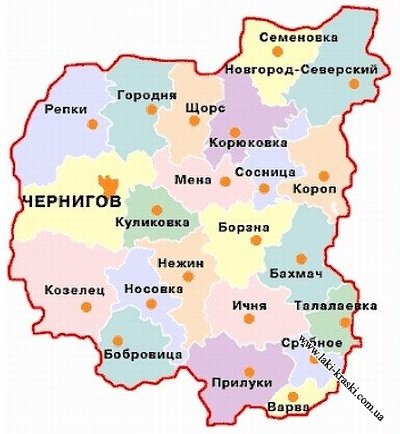 Семеновка
Новгород-Северский
Городня
Репки
Щорс
Корюковка
Сосница
Мена
Короп
ЧЕРНИГОВ
Куликовка
Борзна
Нежин
Бахмач
Козелец
Носовка
Ичня
Талалаевка
Сребное
Бобровица
Прилуки
Варва
www.laki-kraski.com.ua